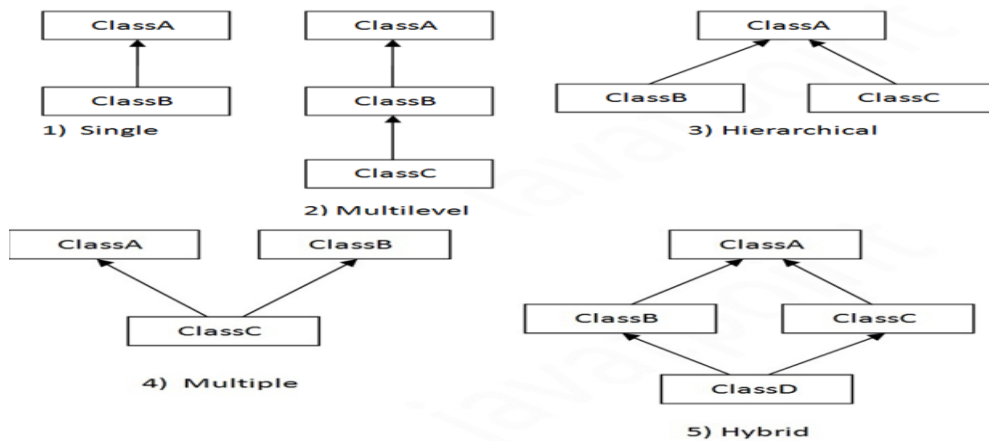 ClassA
ClassB
1) Single
ClassA
ClassB
ClassC
2) Multilevel
ClassA
ClassB
ClassC
3) Hierarchical
ClassA
ClassB
ClassC
4) Multiple
ClassA
ClassB
ClassC
ClassD
5) Hybrid